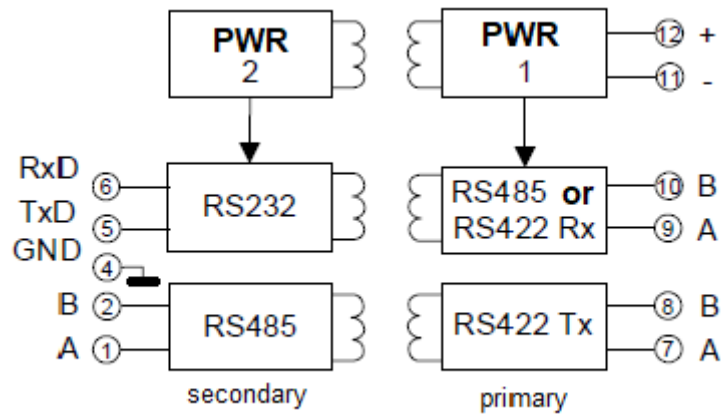 PWR
2
PWR
1
12 +
11 -
RxD
6
TxD
5
GND
4
RS232
RS485 or
RS422 Rx
10 B
9 A
B 2
A 1
RS485
RS422 Tx
8 B
7 A
secondary
primary